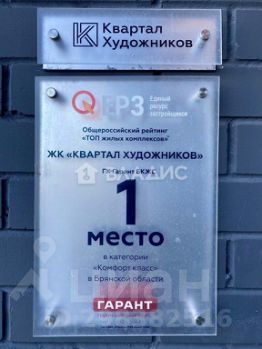 Квартал
Художников
ЕРЗ Единый
ресурс
застройщиков
Общероссийский рейтинг
«ТОП жилых комплексов»
ЖК «КВАРТАЛ ХУДОЖНИКОВ»
ВЛАДИС
1
место
в категории
«Комфорт класс»
в Брянской области
ГАРАНТ